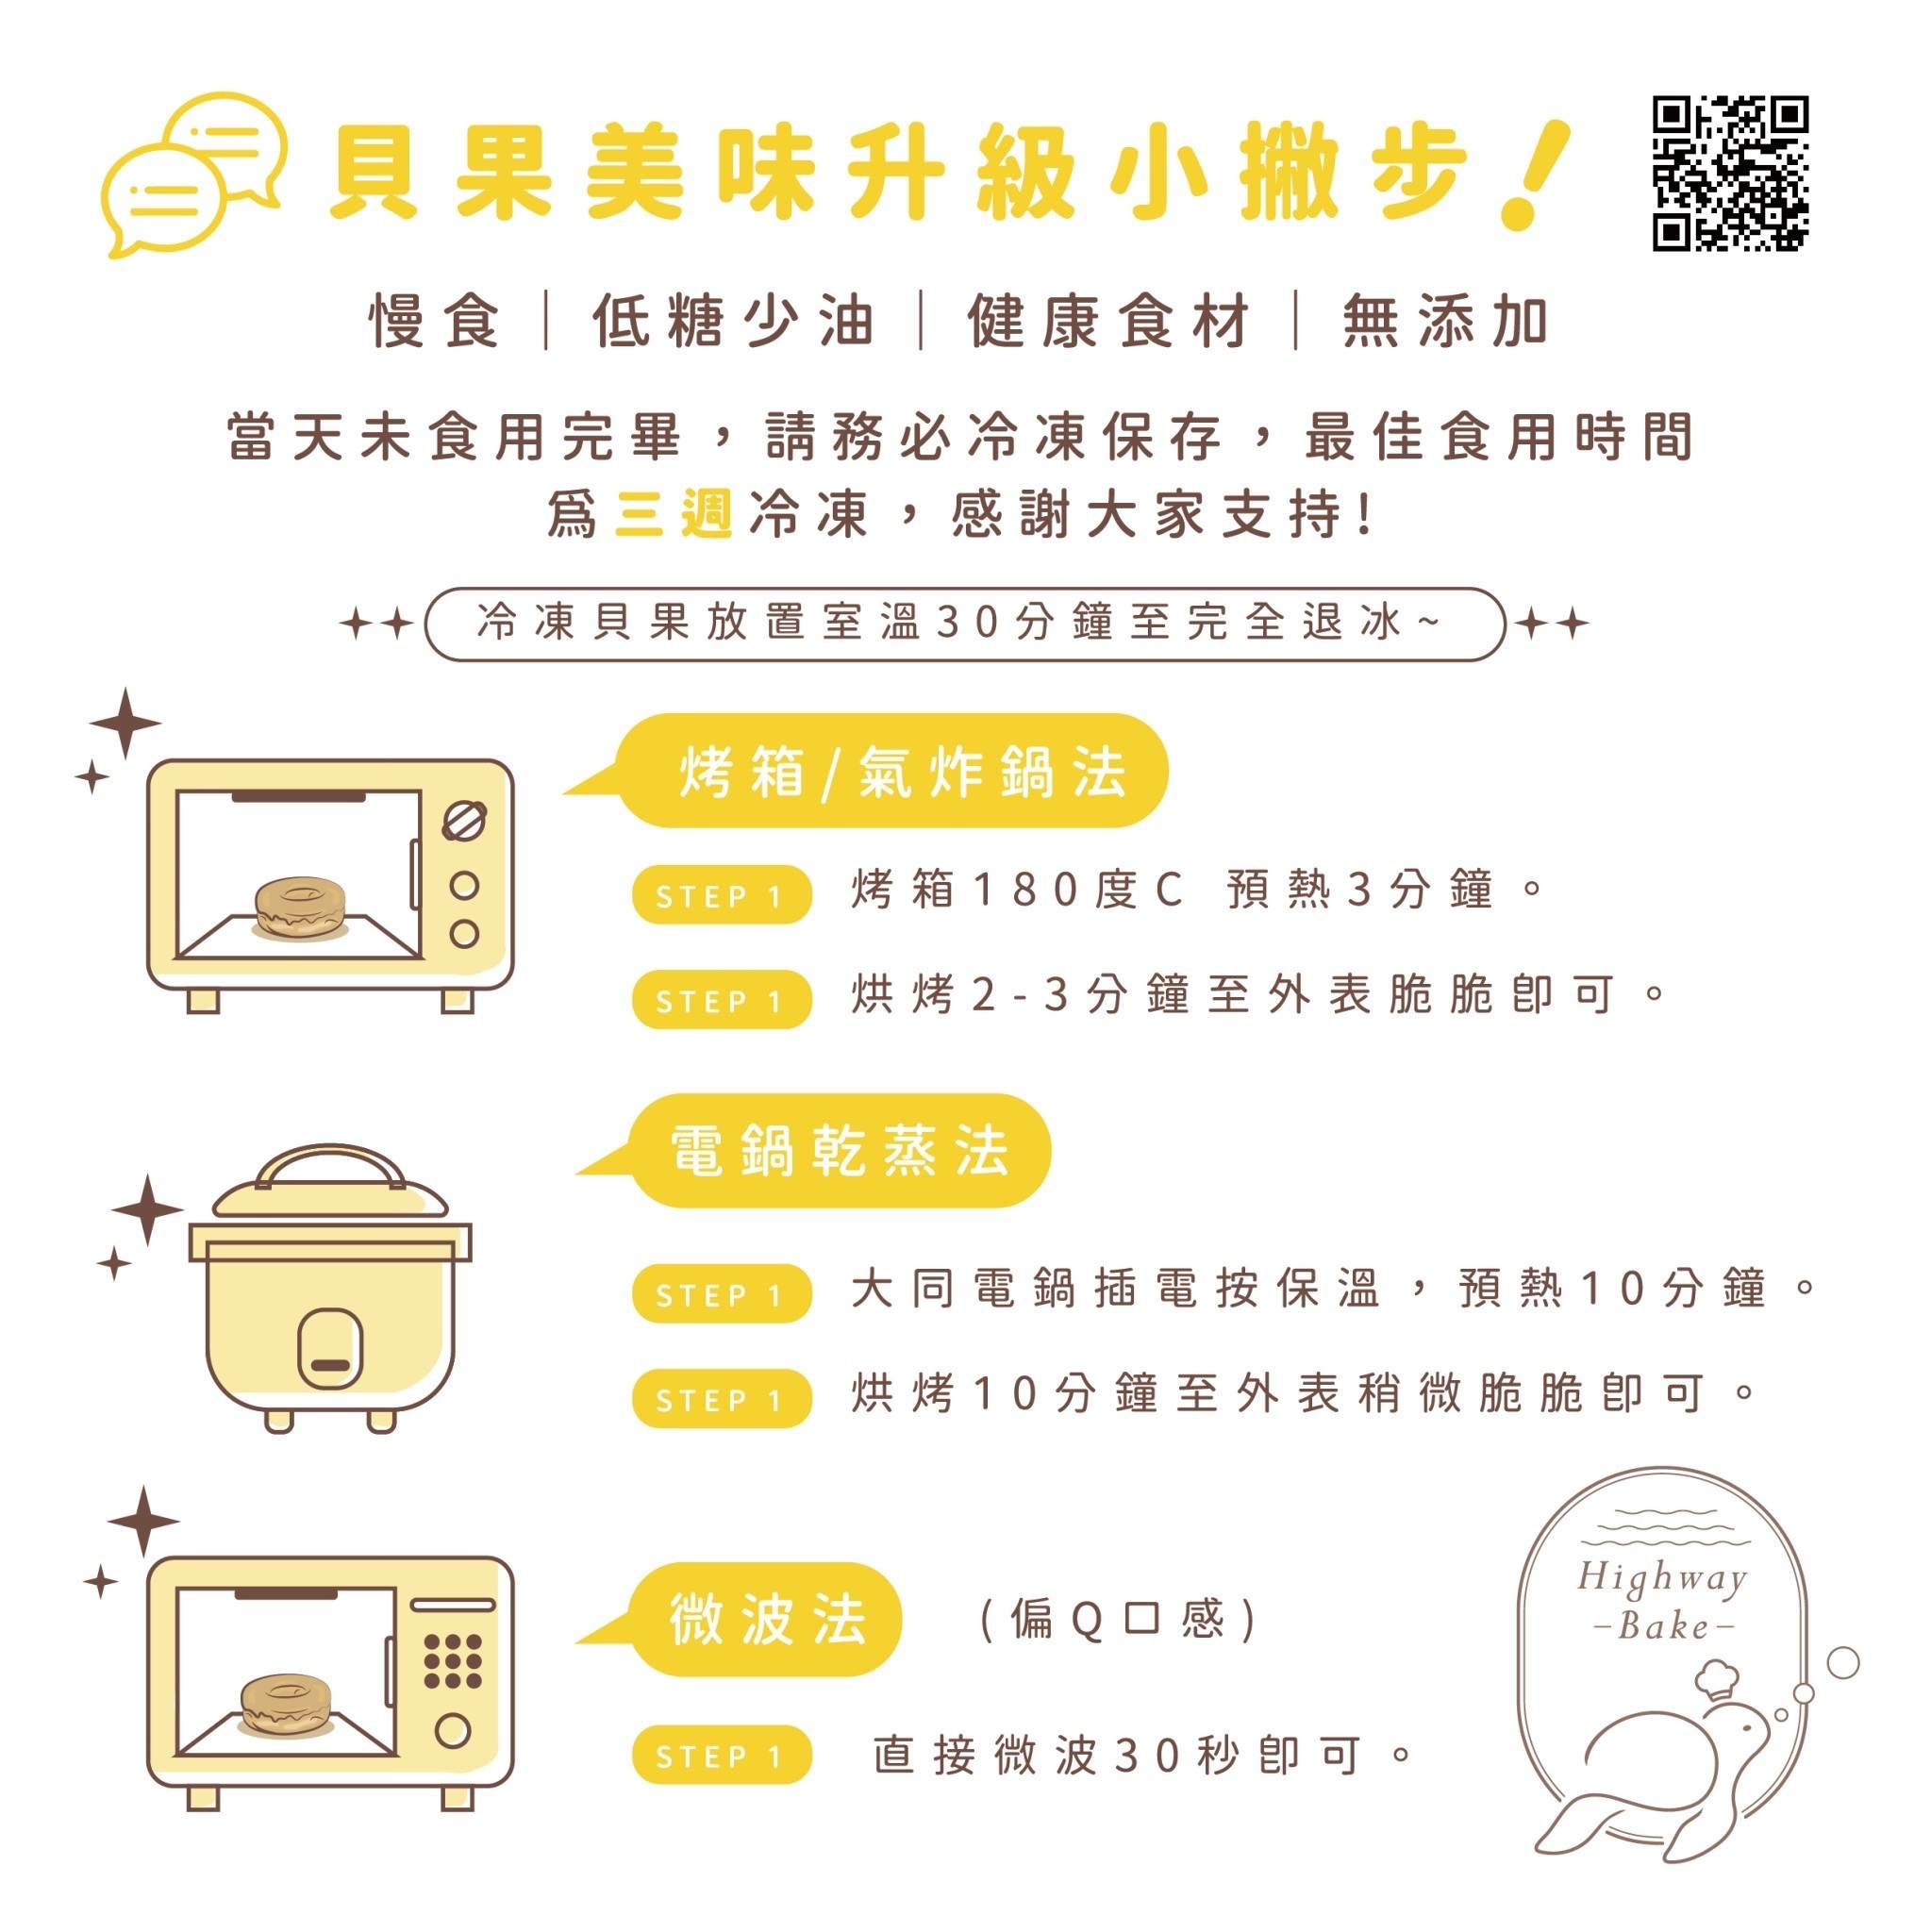 貝果美味升級小撇步!
慢食｜低糖少油｜健康食材｜無添加
當天未食用完畢，請務必冷凍保存，最佳食用時間
爲三週冷凍，感謝大家支持!
冷凍貝果放置室溫30分鐘至完全退冰~
烤箱/氣炸鍋法
STEP 1 烤箱180度C 預熱3分鐘。
STEP 1 烘烤2-3分鐘至外表脆脆卽可。
電鍋乾蒸法
STEP 1 大同電鍋插電按保溫，預熱10分鐘。
STEP 1 烘烤10分鐘至外表稍微脆脆卽可。
微波法 (偏Q口感)
STEP 1 直接微波30秒卽可。
Highway
–Bake–